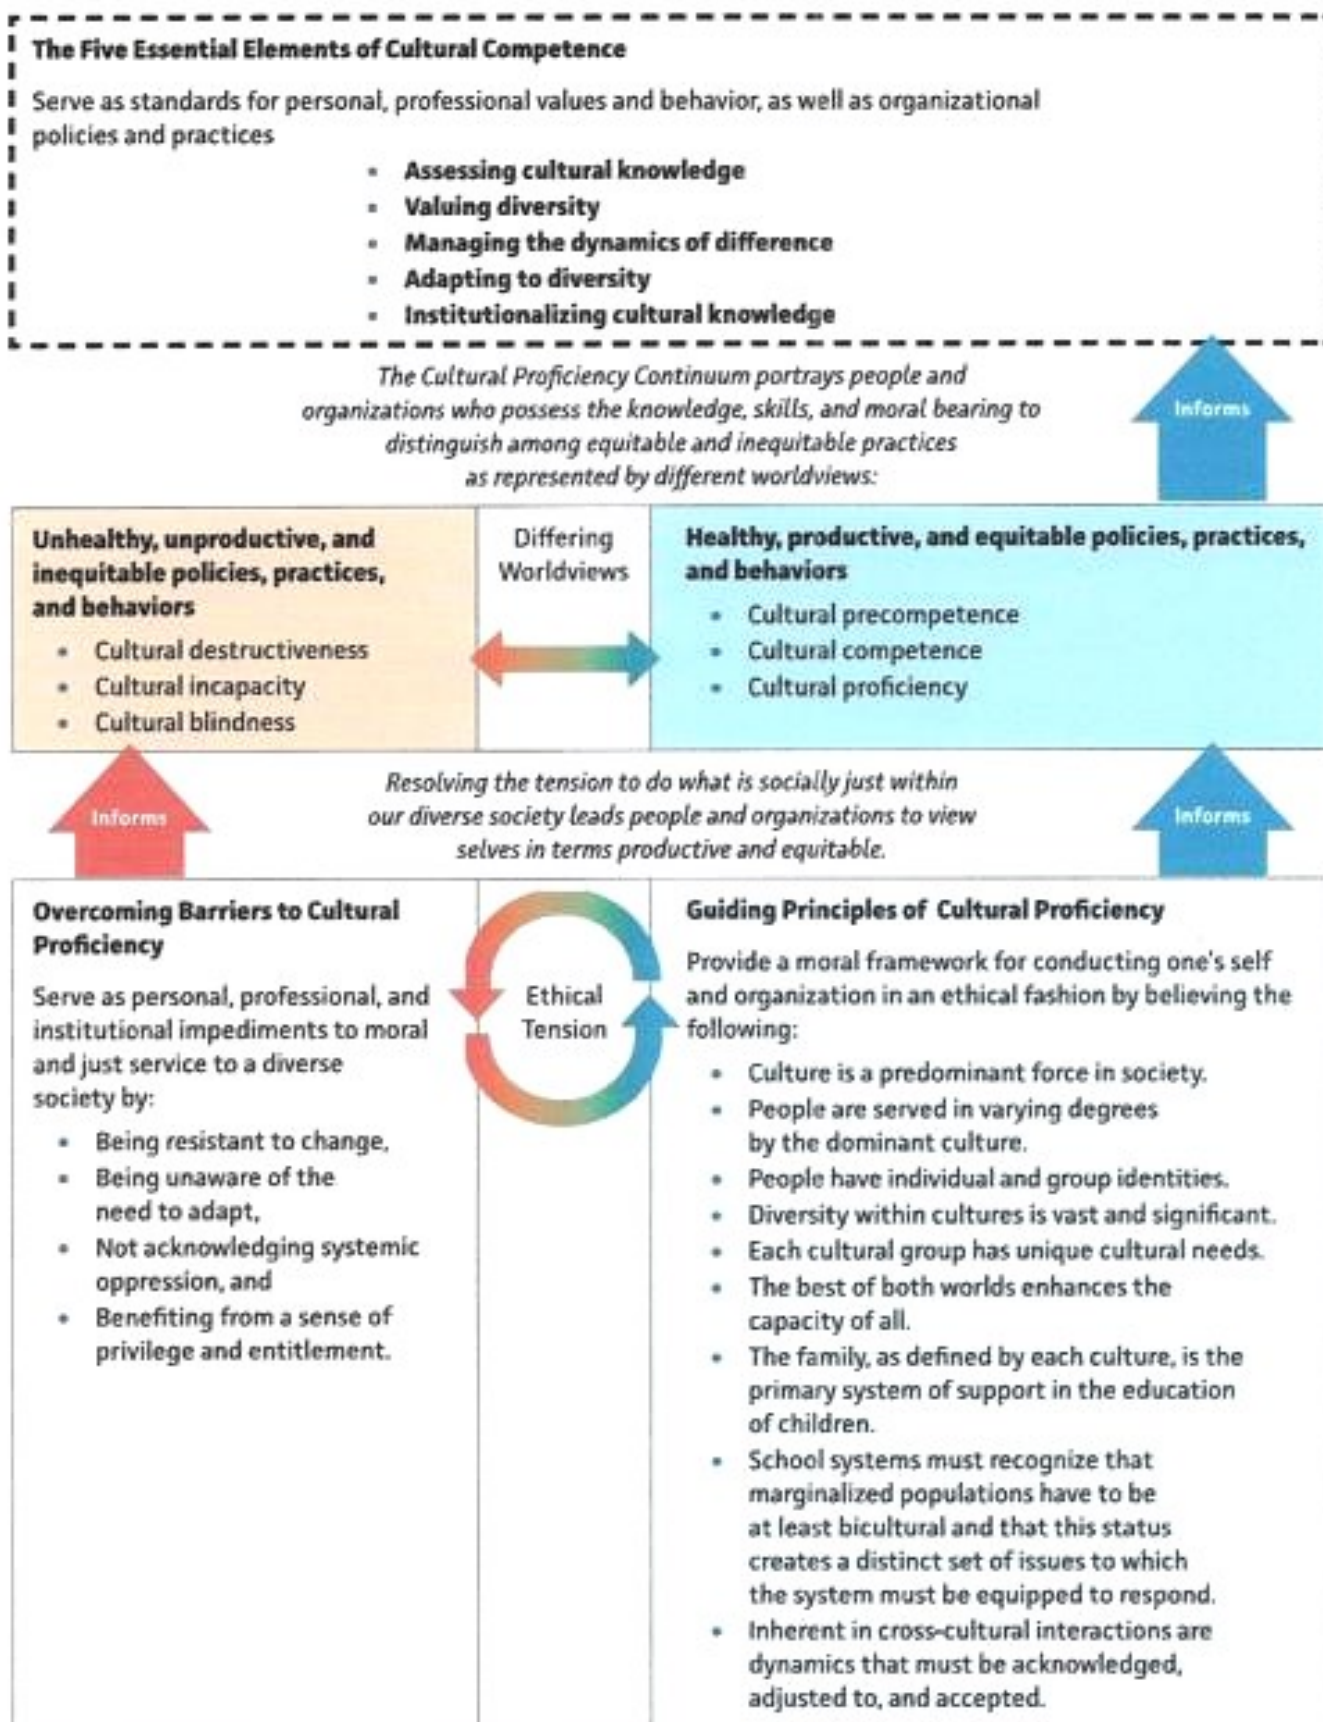 The Five Essential Elements of Cultural Competence
Serve as standards for personal, professional values and behavior, as well as organizational
policies and practices
Assessing cultural knowledge
Valuing diversity
Managing the dynamics of difference
Adapting to diversity
Institutionalizing cultural knowledge
The Cultural Proficiency Continuum portrays people and
organizations who possess the knowledge, skills, and moral bearing to
distinguish among equitable and inequitable practices
as represented by different worldviews:
Informs
Unhealthy, unproductive, and
inequitable policies, practices,
and behaviors
Cultural destructiveness
Cultural incapacity
Cultural blindness
Differing
Worldviews
Healthy, productive, and equitable policies, practices,
and behaviors
Cultural precompetence
Cultural competence
Cultural proficiency
Informs
Resolving the tension to do what is socially just within
our diverse society leads people and organizations to view
selves in terms productive and equitable.
Informs
Overcoming Barriers to Cultural
Proficiency
Serve as personal, professional, and
institutional impediments to moral
and just service to a diverse
society by:
Being resistant to change,
Being unaware of the
need to adapt,
Not acknowledging systemic
oppression, and
Benefiting from a sense of
privilege and entitlement.
Ethical
Tension
Guiding Principles of Cultural Proficiency
Provide a moral framework for conducting one's self
and organization in an ethical fashion by believing the
following:
Culture is a predominant force in society.
People are served in varying degrees
by the dominant culture.
People have individual and group identities.
Diversity within cultures is vast and significant.
Each cultural group has unique cultural needs.
The best of both worlds enhances the
capacity of all.
The family, as defined by each culture, is the
primary system of support in the education
of children.
School systems must recognize that
marginalized populations have to be
at least bicultural and that this status
creates a distinct set of issues to which
the system must be equipped to respond.
Inherent in cross-cultural interactions are
dynamics that must be acknowledged,
adjusted to, and accepted.